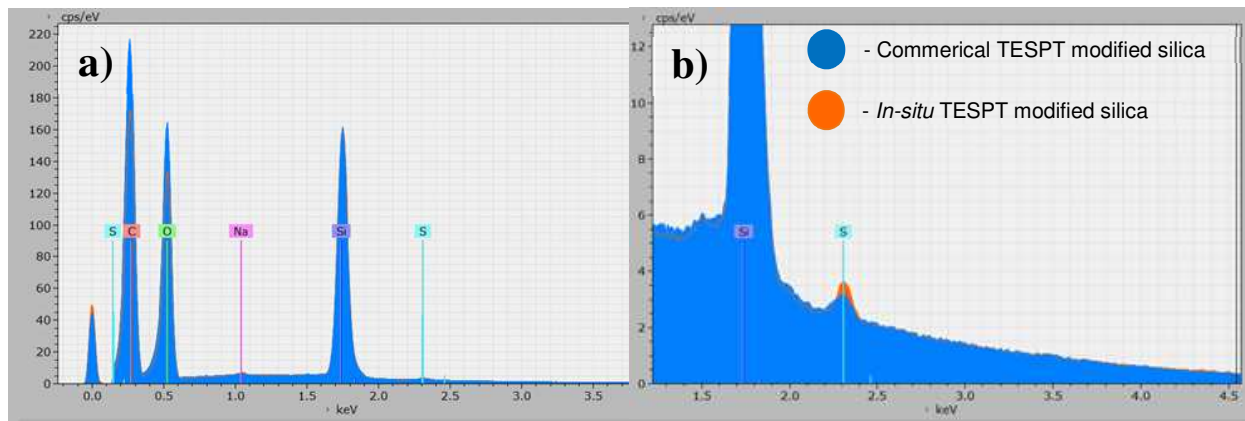 cps/eV
a)
220
200
180
160
140
120
100
80
60
40
20
0
S C O Na Si S
0.0 0.5 1.0 1.5 2.0 2.5 3.0 3.5
keV
cps/eV
b)
- Commerical TESPT modified silica
- In-situ TESPT modified silica
12
10
8
6
4
2
0
Si S
1.5 2.0 2.5 3.0 3.5 4.0 4.5
keV